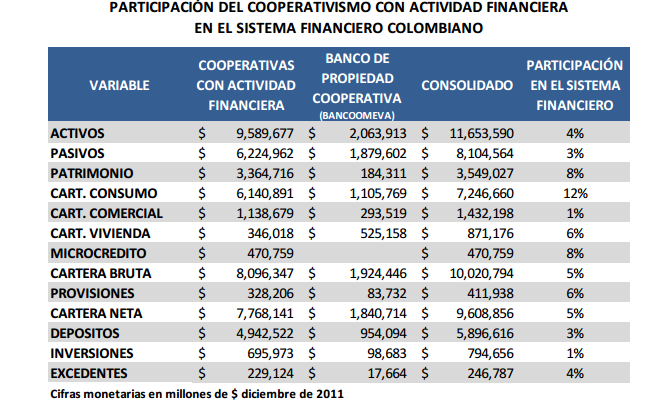 PARTICIPACIÓN DEL COOPERATIVISMO CON ACTIVIDAD FINANCIERA
EN EL SISTEMA FINANCIERO COLOMBIANO
VARIABLE COOPERATIVAS CON ACTIVIDAD FINANCIERA BANCO DE PROPIEDAD COOPERATIVA (BANCOOMEVA) CONSOLIDADO PARTICIPACIÓN EN EL SISTEMA FINANCIERO
ACTIVOS $ 9,589,677 $ 2,063,913 $ 11,653,590 4%
PASIVOS $ 6,224,962 $ 1,879,602 $ 8,104,564 3%
PATRIMONIO $ 3,364,716 $ 184,311 $ 3,549,027 8%
CART. CONSUMO $ 6,140,891 $ 1,105,769 $ 7,246,660 12%
CART. COMERCIAL $ 1,138,679 $ 293,519 $ 1,432,198 1%
CART. VIVIENDA $ 346,018 $ 525,158 $ 871,176 6%
MICROCREDITO $ 470,759 $ 470,759 8%
CARTERA BRUTA $ 8,096,347 $ 1,924,446 $ 10,020,794 5%
PROVISIONES $ 328,206 $ 83,732 $ 411,938 6%
CARTERA NETA $ 7,768,141 $ 1,840,714 $ 9,608,856 5%
DEPOSITOS $ 4,942,522 $ 954,094 $ 5,896,616 3%
INVERSIONES $ 695,973 $ 98,683 $ 794,656 1%
EXCEDENTES $ 229,124 $ 17,664 $ 246,787 4%
Cifras monetarias en millones de $ diciembre de 2011